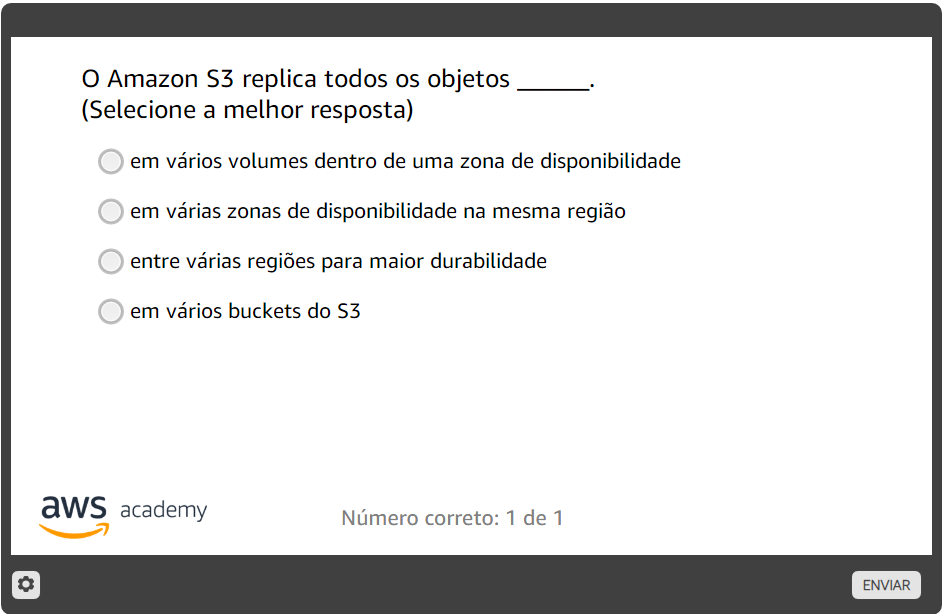 O Amazon S3 replica todos os objetos ______.
(Selecione a melhor resposta)
em vários volumes dentro de uma zona de disponibilidade
em várias zonas de disponibilidade na mesma região
entre várias regiões para maior durabilidade
em vários buckets do S3
aws academy
Número correto: 1 de 1
ENVIAR